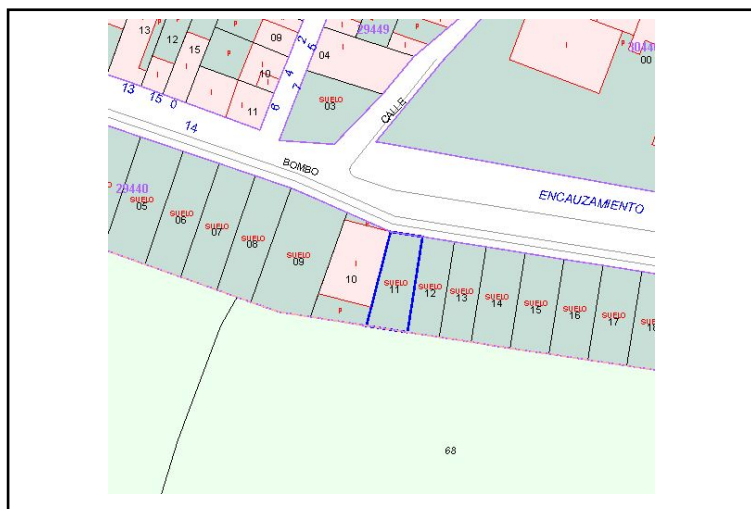 29449
13
P
12
15
P
09
2
5
04
I
P
00
I
10
I
4
7
SUELO
03
I
I
I
11
6
CALLE
13
15
0
14
BOMBO
29440
ENCAUZAMIENTO
SUELO
05
SUELO
06
SUELO
07
SUELO
08
SUELO
09
I
10
P
SUELO
11
SUELO
12
SUELO
13
SUELO
14
SUELO
15
SUELO
16
SUELO
17
SUELO
68